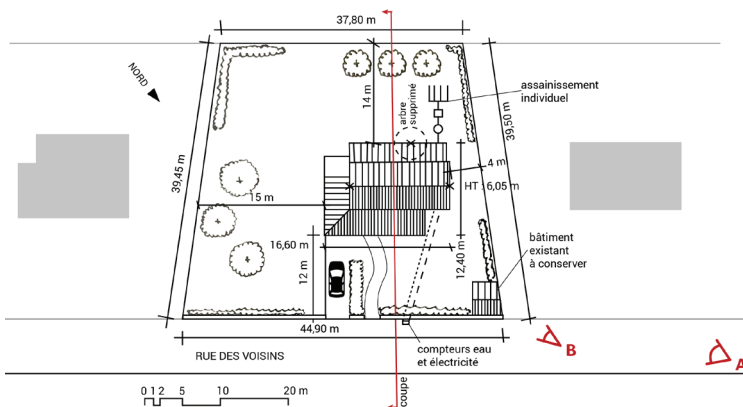 37,80 m
NORD
14 m
arbre
supprimé
assainissement
individuel
39,50 m
39,45 m
4 m
HT : 6,05 m
15 m
16,60 m
12 m
12,40 m
bâtiment
existant
à conserver
44,90 m
RUE DES VOISINS
compteurs eau
et électricité
B
A
0 1 2 5 10 20 m
coupe